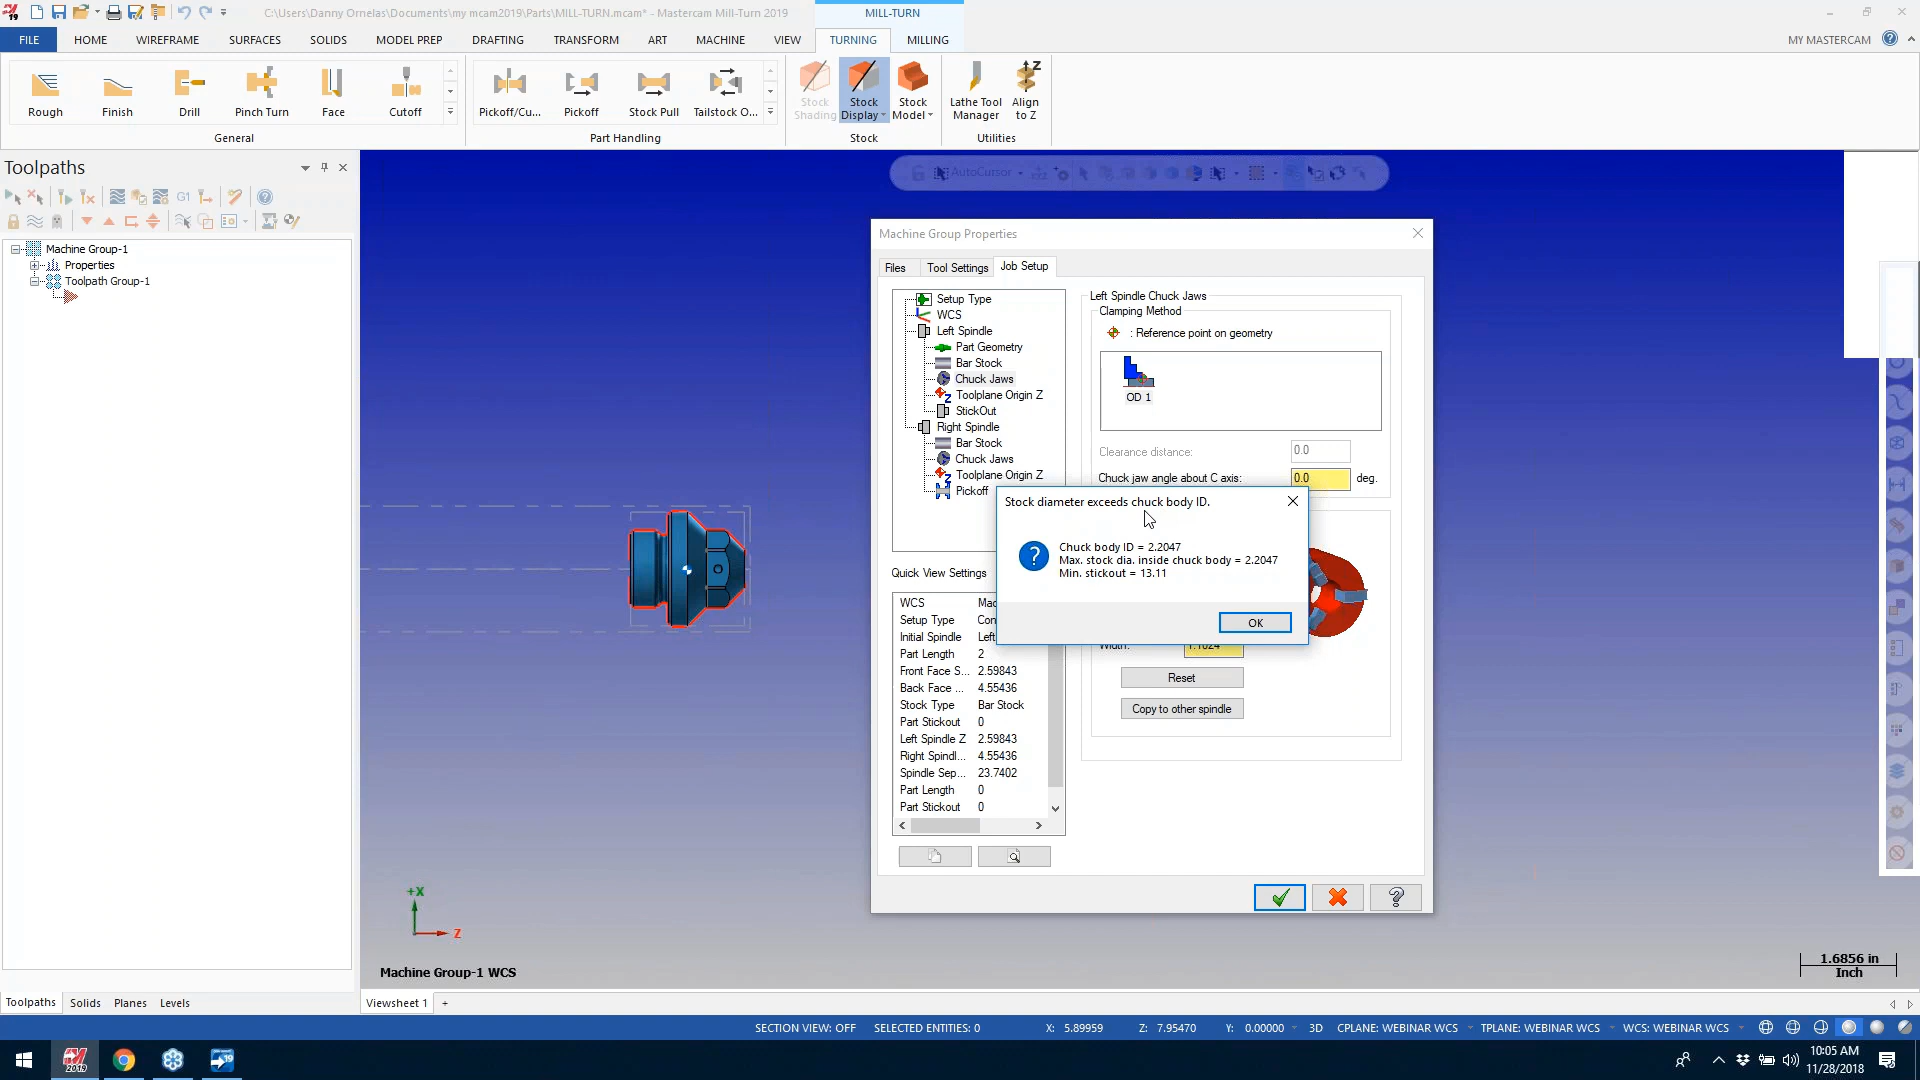 C:\Users\Danny Ornelas\Documents\my mcam2019\Parts\MILL-TURN.mcam* - Mastercam Mill-Turn 2019
MILL-TURN
FILE HOME WIREFRAME SURFACES SOLIDS MODEL PREP DRAFTING TRANSFORM ART MACHINE VIEW TURNING MILLING MY MASTERCAM
Rough Finish Drill Pinch Turn Face Cutoff
General
Pickoff/Cu... Pickoff Stock Pull Tailstock O...
Part Handling
Stock Shading
Stock Display
Stock Model
Stock
Lathe Tool Manager
Align to Z
Utilities
Toolpaths
AutoCursor
G1
Machine Group-1
Properties
Toolpath Group-1
Machine Group Properties
Files Tool Settings Job Setup
Setup Type
WCS
Left Spindle
Part Geometry
Bar Stock
Chuck Jaws
Toolplane Origin Z
StickOut
Right Spindle
Bar Stock
Chuck Jaws
Toolplane Origin Z
Pickoff
Left Spindle Chuck Jaws
Clamping Method
: Reference point on geometry
OD 1
Clearance distance: 0.0
Chuck jaw angle about C axis: 0.0 deg.
Stock diameter exceeds chuck body ID.
Chuck body ID = 2.2047
Max. stock dia. inside chuck body = 2.2047
Min. stickout = 13.11
OK
Width: 1.1024
Reset
Copy to other spindle
Quick View Settings
WCS Mac
Setup Type Con
Initial Spindle Left
Part Length 2
Front Face S... 2.59843
Back Face ... 4.55436
Stock Type Bar Stock
Part Stickout 0
Left Spindle Z 2.59843
Right Spindl... 4.55436
Spindle Sep... 23.7402
Part Length 0
Part Stickout 0
+X
Z
Machine Group-1 WCS
1.6856 in
Inch
Toolpaths Solids Planes Levels
Viewsheet 1 +
SECTION VIEW: OFF SELECTED ENTITIES: 0 X: 5.89959 Z: 7.95470 Y: 0.00000 3D CPLANE: WEBINAR WCS TPLANE: WEBINAR WCS WCS: WEBINAR WCS
10:05 AM
11/28/2018